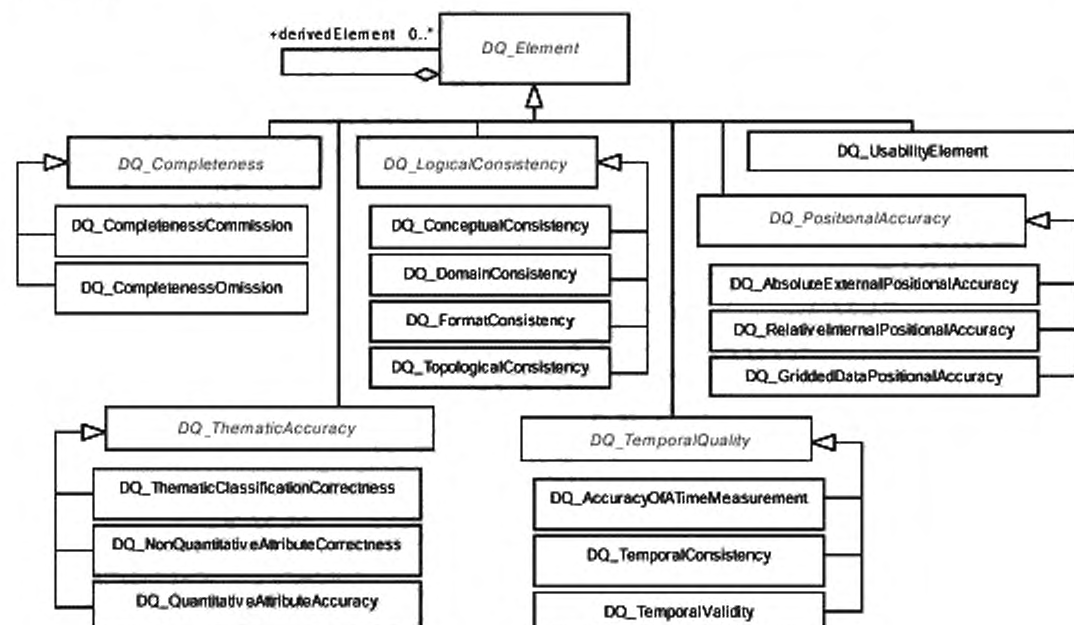 +derivedElement 0..*
DQ_Element
DQ_Completeness
DQ_CompletenessCommission
DQ_CompletenessOmission
DQ_LogicalConsistency
DQ_ConceptualConsistency
DQ_DomainConsistency
DQ_FormatConsistency
DQ_TopologicalConsistency
DQ_UsabilityElement
DQ_PositionalAccuracy
DQ_AbsoluteExternalPositionalAccuracy
DQ_RelativeInternalPositionalAccuracy
DQ_GriddedDataPositionalAccuracy
DQ_ThematicAccuracy
DQ_ThematicClassificationCorrectness
DQ_NonQuantitativeAttributeCorrectness
DQ_QuantitativeAttributeAccuracy
DQ_TemporalQuality
DQ_AccuracyOfATimeMeasurement
DQ_TemporalConsistency
DQ_TemporalValidity